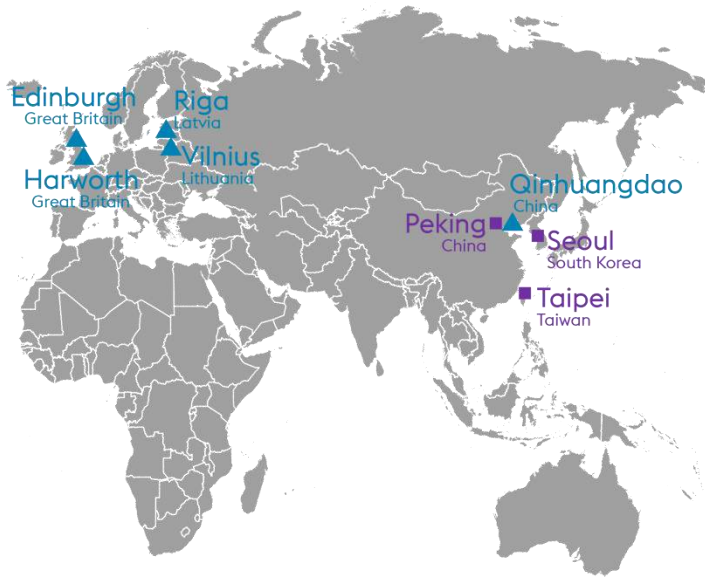 Edinburgh
Great Britain
Riga
Latvia
Vilnius
Lithuania
Harworth
Great Britain
Qinhuangdao
China
Peking
China
Seoul
South Korea
Taipei
Taiwan